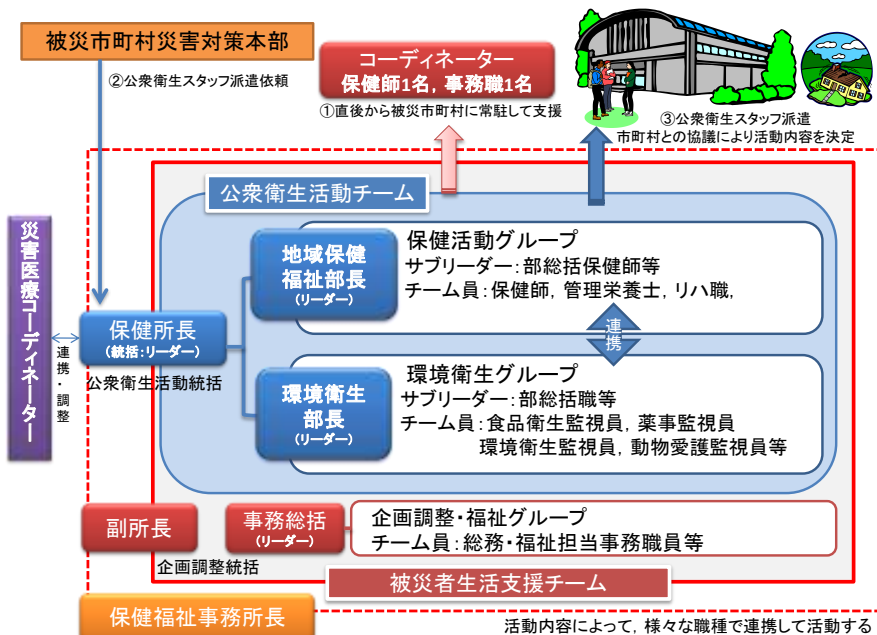 被災市町村災害対策本部
②公衆衛生スタッフ派遣依頼
コーディネーター
保健師1名，事務職1名
①直後から被災市町村に常駐して支援
③公衆衛生スタッフ派遣
市町村との協議により活動内容を決定
公衆衛生活動チーム
災害医療コーディネーター
連携・調整
保健所長
(統括：リーダー)
公衆衛生活動統括
地域保健
福祉部長
(リーダー)
保健活動グループ
サブリーダー：部総括保健師等
チーム員：保健師，管理栄養士，リハ職，
連携
環境衛生
部長
(リーダー)
環境衛生グループ
サブリーダー：部総括職等
チーム員：食品衛生監視員，薬事監視員
環境衛生監視員，動物愛護監視員等
副所長
企画調整統括
事務総括
(リーダー)
企画調整・福祉グループ
チーム員：総務・福祉担当事務職員等
被災者生活支援チーム
保健福祉事務所長
活動内容によって，様々な職種で連携して活動する